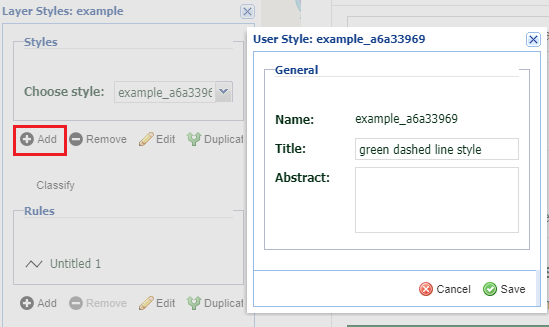 Layer Styles: example
Styles
Choose style: example_a6a3396
Add Remove Edit Duplicat
Classify
Rules
Untitled 1
Add Remove Edit Duplicat
User Style: example_a6a33969
General
Name: example_a6a33969
Title: green dashed line style
Abstract:
Cancel Save